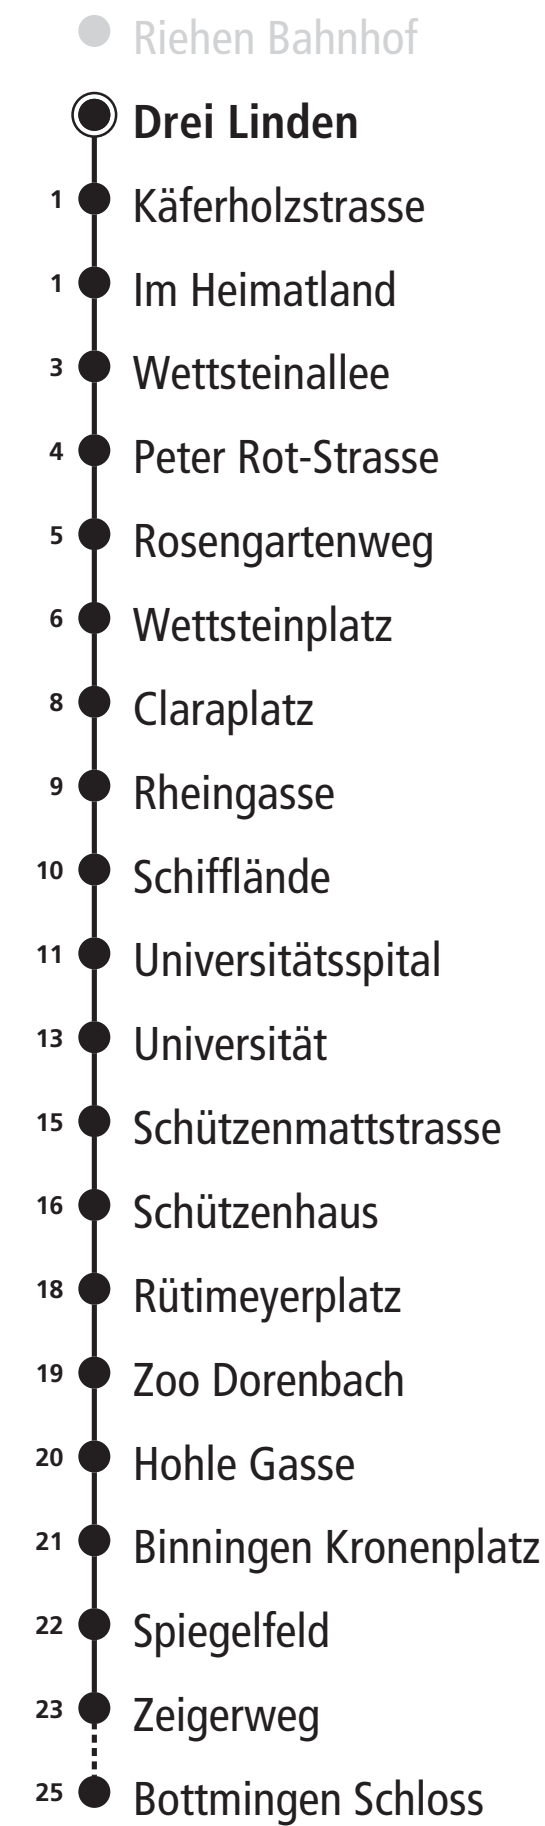 Riehen Bahnhof
Drei Linden
1 Käferholzstrasse
1 Im Heimatland
3 Wettsteinallee
4 Peter Rot-Strasse
5 Rosengartenweg
6 Wettsteinplatz
8 Claraplatz
9 Rheingasse
10 Schifflände
11 Universitätsspital
13 Universität
15 Schützenmattstrasse
16 Schützenhaus
18 Rütimeyerplatz
19 Zoo Dorenbach
20 Hohle Gasse
21 Binningen Kronenplatz
22 Spiegelfeld
23 Zeigerweg
25 Bottmingen Schloss